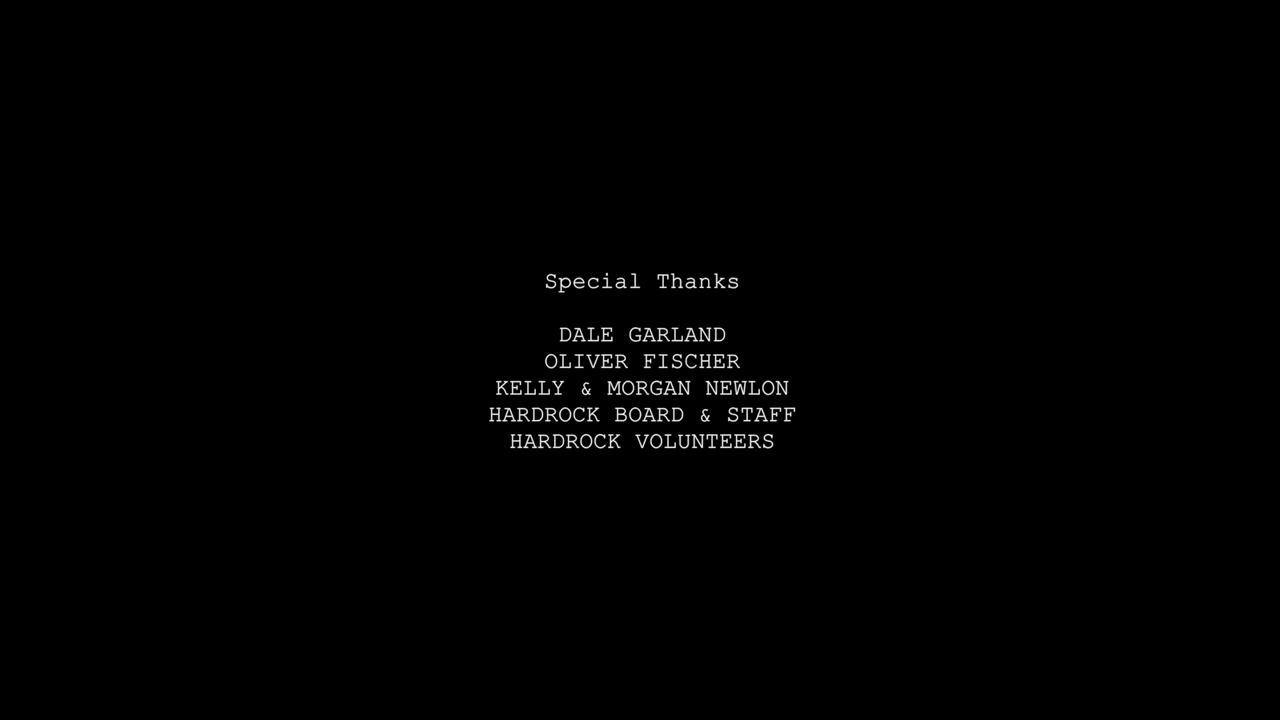 Special Thanks
DALE GARLAND
OLIVER FISCHER
KELLY & MORGAN NEWLON
HARDROCK BOARD & STAFF
HARDROCK VOLUNTEERS